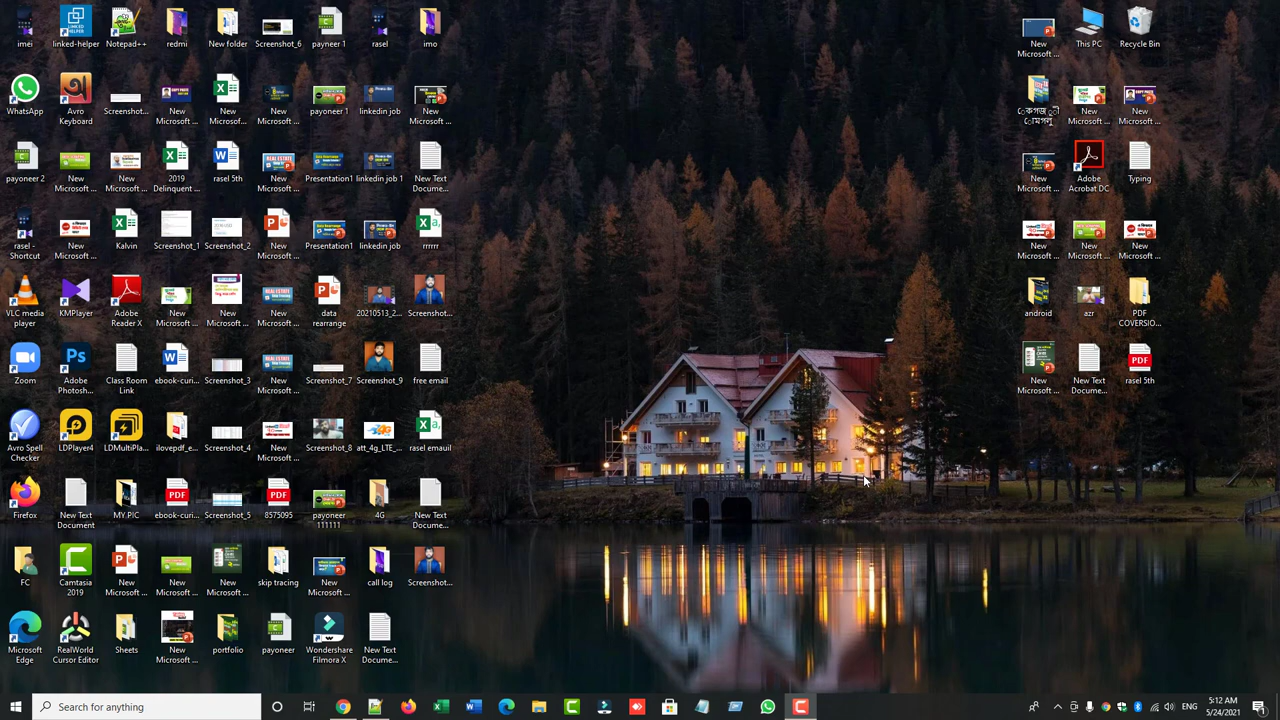 imei
linked-helper
Notepad++
redmi
New folder
Screenshot_6
payneer 1
rasel
imo
New
Microsoft ...
This PC
Recycle Bin
WhatsApp
Avro
Keyboard
Screenshot...
New
Microsoft ...
New
Microsof...
New
Microsoft ...
payoneer 1
linkedin job
New
Microsoft ...
New
Microsoft ...
New
Microsoft ...
payoneer 2
New
Microsoft ...
New
Microsoft ...
2019
Delinquent ...
rasel 5th
New
Microsoft ...
Presentation1
linkedin job 1
New Text
Docume...
New
Microsoft ...
Adobe
Acrobat DC
Typing
rasel -
Shortcut
New
Microsoft ...
Kalvin
Screenshot_1
Screenshot_2
New
Microsoft ...
Presentation1
linkedin job
rrrrrr
New
Microsoft ...
New
Microsoft ...
New
Microsoft ...
VLC media
player
KMPlayer
Adobe
Reader X
New
Microsoft ...
New
Microsoft ...
New
Microsoft ...
data
rearrange
20210513_2...
Screenshot...
android
azr
PDF
COVERSIO...
Zoom
Adobe
Photosh...
Class Room
Link
ebook-curi...
Screenshot_3
New
Microsoft ...
Screenshot_7
Screenshot_9
free email
New
Microsoft ...
New Text
Docume...
rasel 5th
Avro Spell
Checker
LDPlayer4
LDMultiPla...
ilovepdf_e...
Screenshot_4
New
Microsoft ...
Screenshot_8
att_4g_LTE_...
rasel emauil
Firefox
New Text
Document
MY PIC
ebook-curi...
Screenshot_5
8575095
payoneer
111111
4G
New Text
Docume...
FC
Camtasia
2019
New
Microsoft ...
New
Microsoft ...
New
Microsoft ...
skip tracing
New
Microsoft ...
call log
Screenshot...
Microsoft
Edge
RealWorld
Cursor Editor
Sheets
New
Microsoft ...
portfolio
payoneer
Wondershare
Filmora X
New Text
Docume...
Search for anything
5:12 AM
5/24/2021